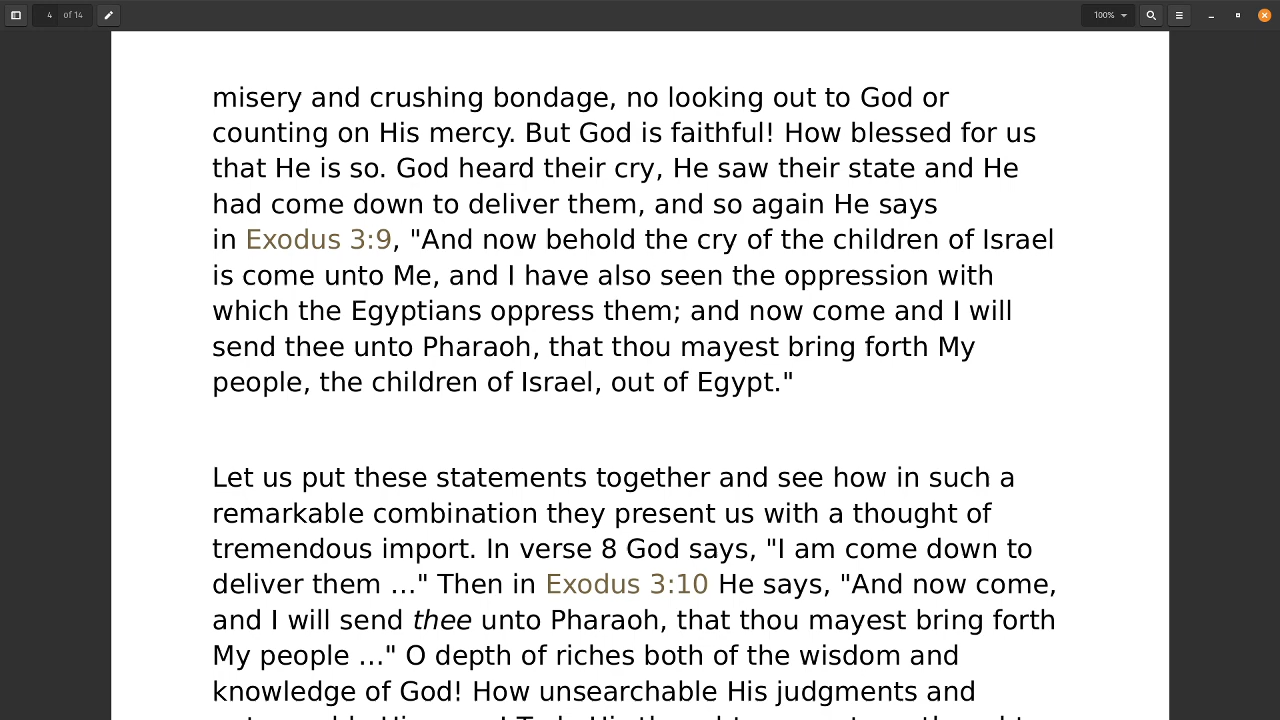 4 of 14
100%
misery and crushing bondage, no looking out to God or
counting on His mercy. But God is faithful! How blessed for us
that He is so. God heard their cry, He saw their state and He
had come down to deliver them, and so again He says
in Exodus 3:9, "And now behold the cry of the children of Israel
is come unto Me, and I have also seen the oppression with
which the Egyptians oppress them; and now come and I will
send thee unto Pharaoh, that thou mayest bring forth My
people, the children of Israel, out of Egypt."
Let us put these statements together and see how in such a
remarkable combination they present us with a thought of
tremendous import. In verse 8 God says, "I am come down to
deliver them ..." Then in Exodus 3:10 He says, "And now come,
and I will send thee unto Pharaoh, that thou mayest bring forth
My people ..." O depth of riches both of the wisdom and
knowledge of God! How unsearchable His judgments and